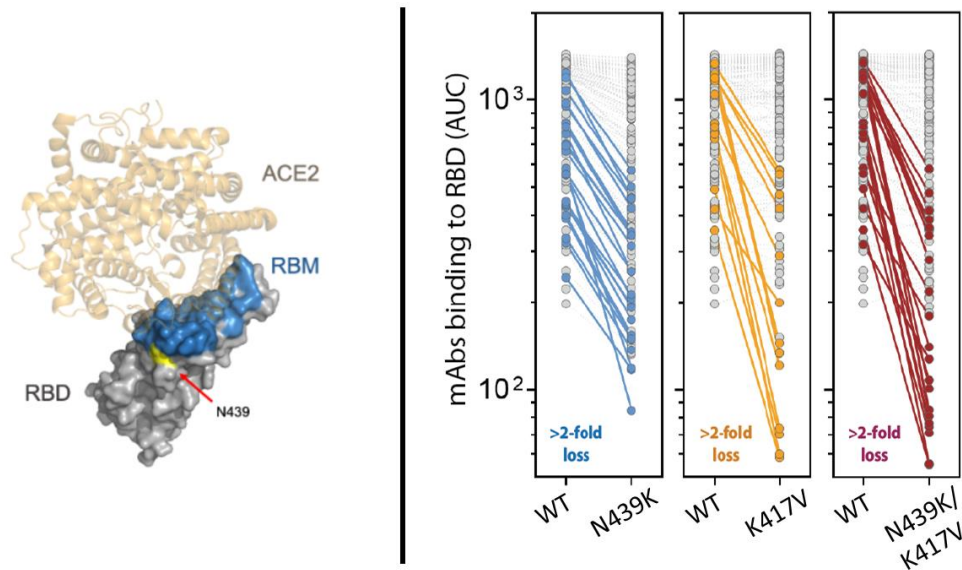 ACE2
RBM
RBD
N439
mAbs binding to RBD (AUC)
10³
10²
>2-fold
loss
WT
N439K
>2-fold
loss
WT
K417V
>2-fold
loss
WT
N439K/
K417V